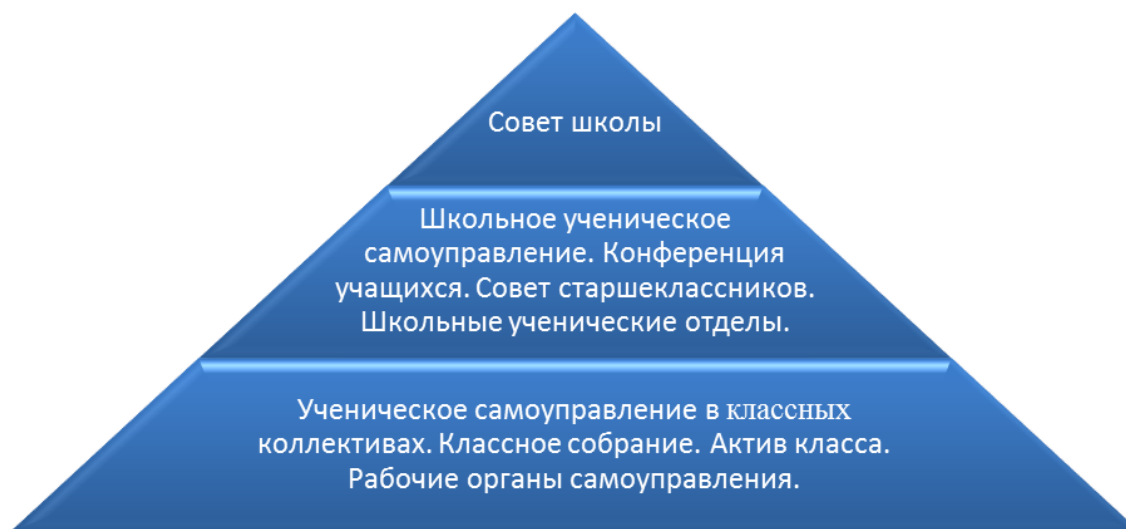 Совет школы
Школьное ученическое
самоуправление. Конференция
учащихся. Совет старшеклассников.
Школьные ученические отделы.
Ученическое самоуправление в классных
коллективах. Классное собрание. Актив класса.
Рабочие органы самоуправления.